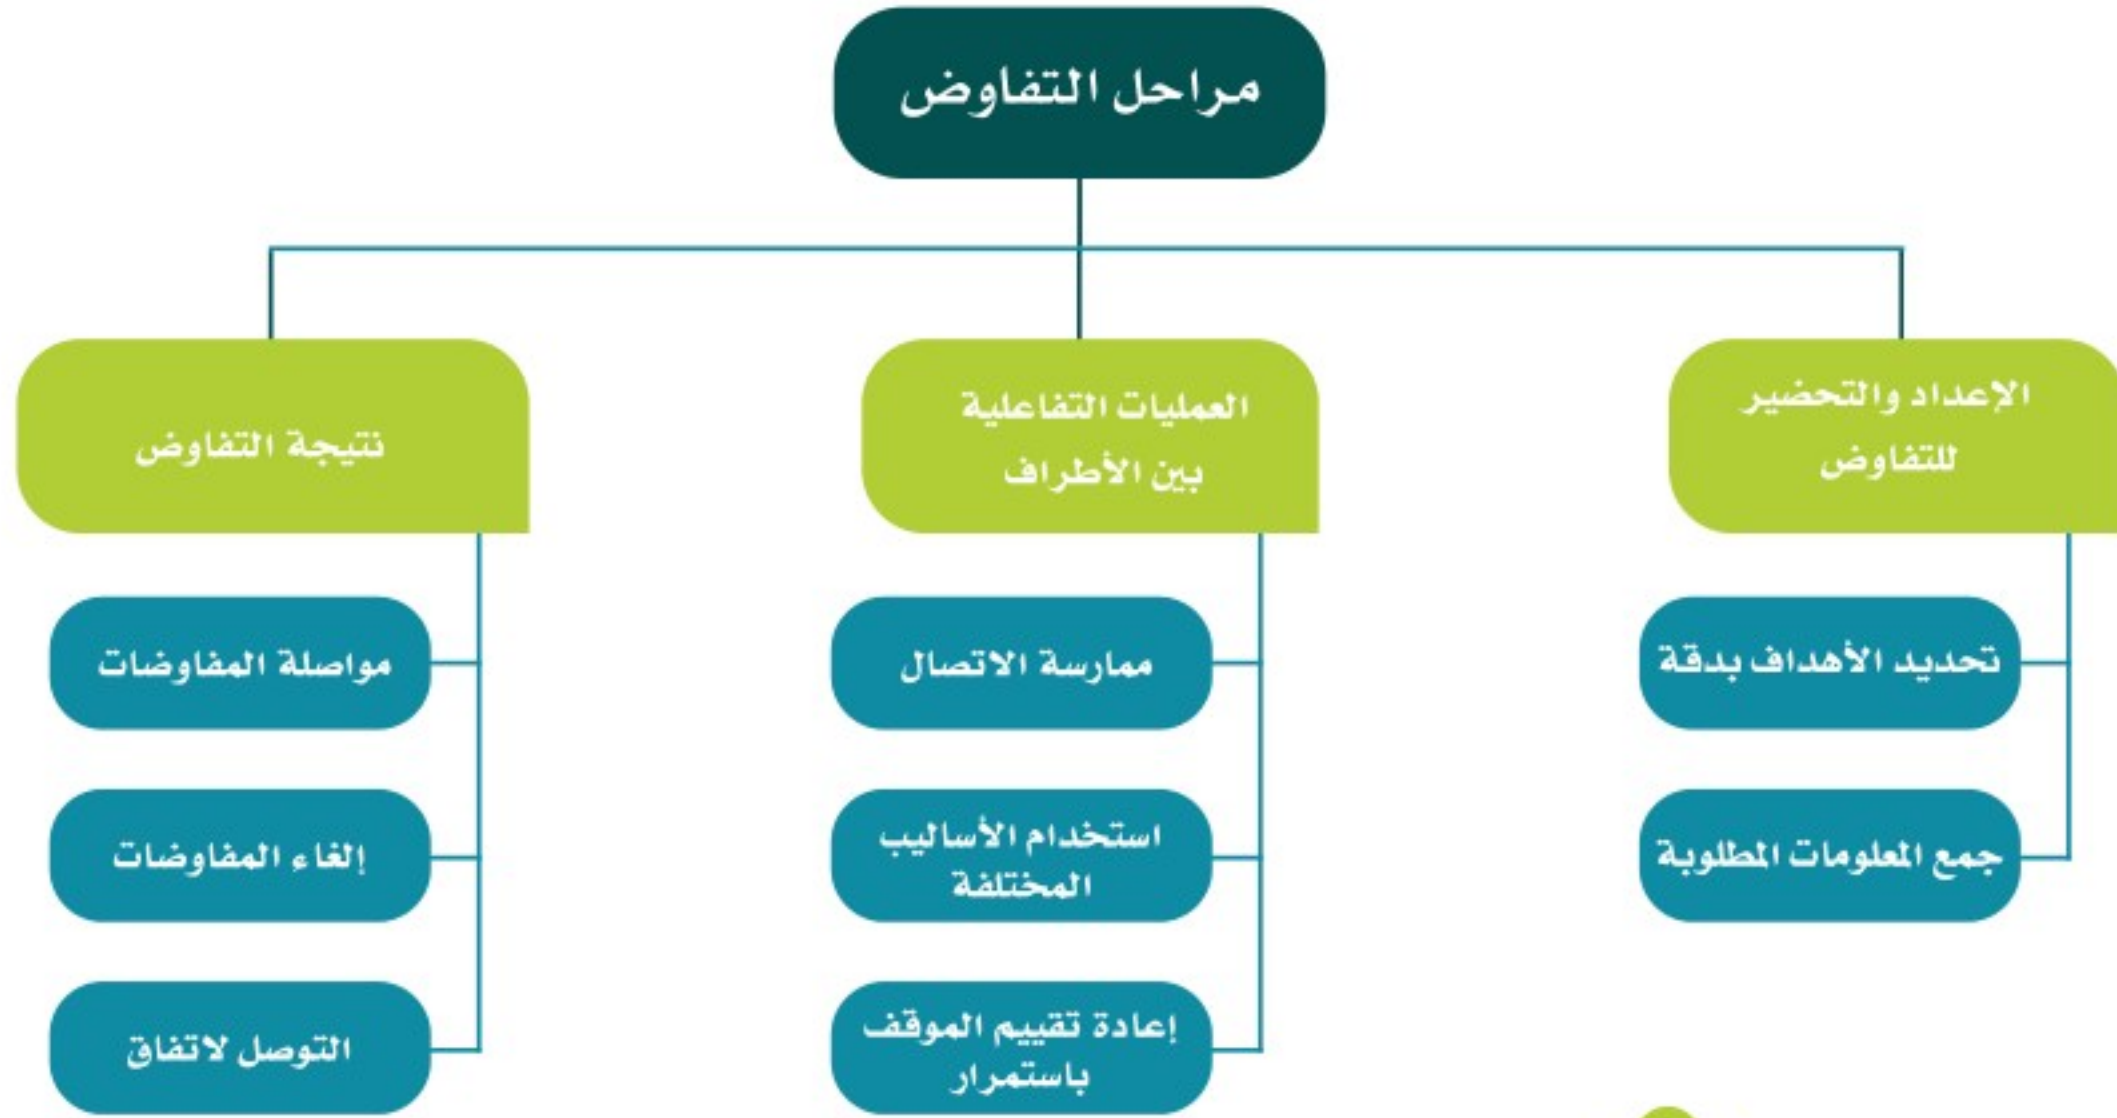 مراحل التفاوض
الإعداد والتحضير
للتفاوض
تحديد الأهداف بدقة
جمع المعلومات المطلوبة
العمليات التفاعلية
بين الأطراف
ممارسة الاتصال
استخدام الأساليب
المختلفة
إعادة تقييم الموقف
باستمرار
نتيجة التفاوض
مواصلة المفاوضات
إلغاء المفاوضات
التوصل لاتفاق